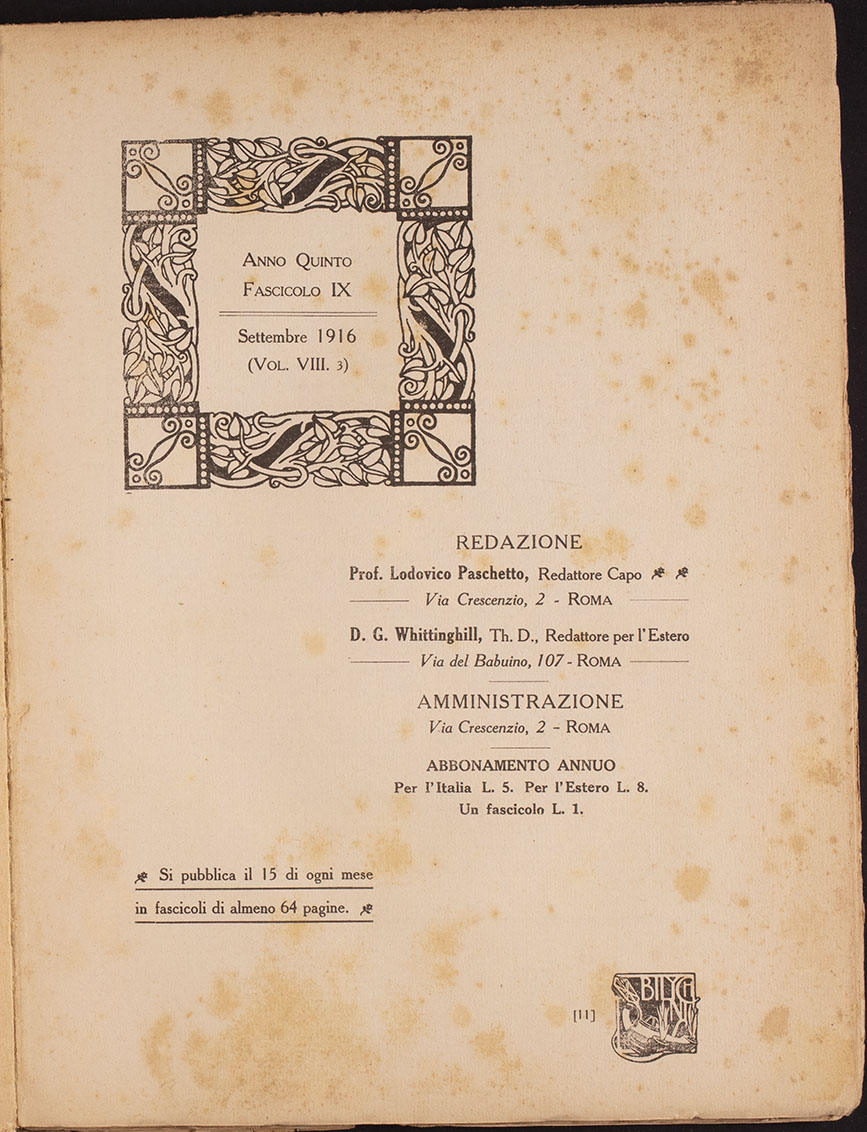 ANNO QUINTO
FASCICOLO IX
Settembre 1916
(VOL. VIII. 3)
REDAZIONE
Prof. Lodovico Paschetto, Redattore Capo
Via Crescenzio, 2 - ROMA
D. G. Whittinghill, Th. D., Redattore per l'Estero
Via del Babuino, 107 - ROMA
AMMINISTRAZIONE
Via Crescenzio, 2 - ROMA
ABBONAMENTO ANNUO
Per l'Italia L. 5. Per l'Estero L. 8.
Un fascicolo L. 1.
Si pubblica il 15 di ogni mese
in fascicoli di almeno 64 pagine.
[11]
BILYCH
NIS